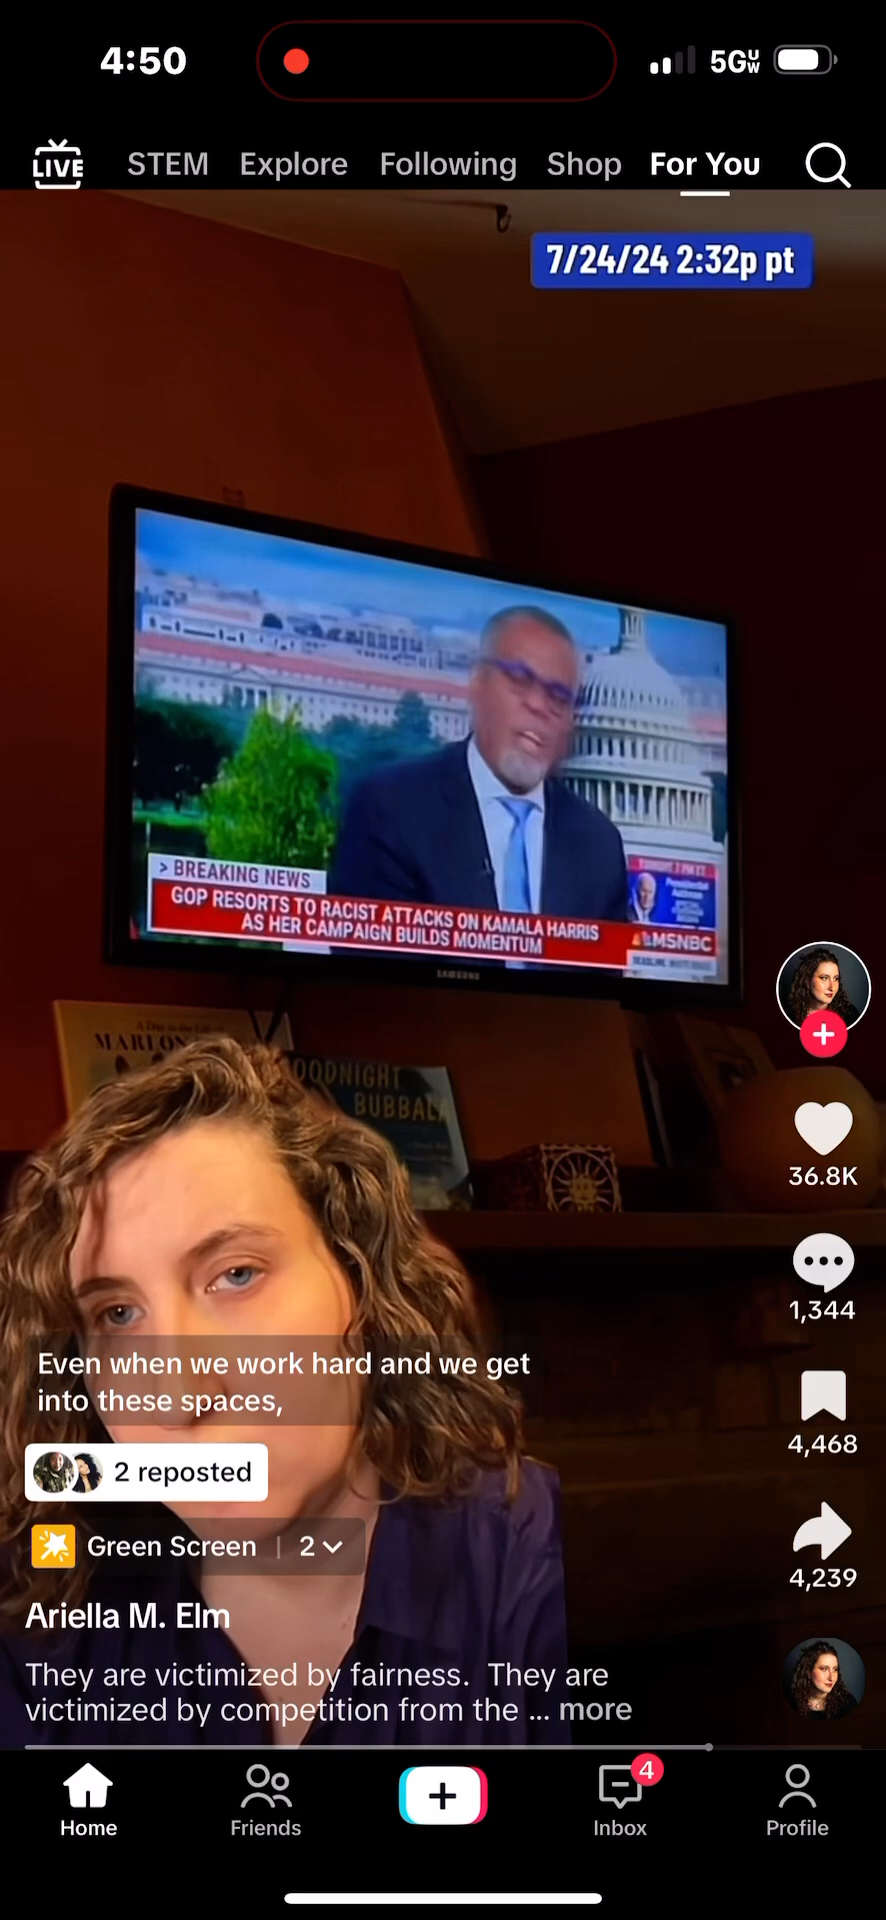 4:50
5G UW
LIVE
STEM
Explore
Following
Shop
For You
7/24/24 2:32p pt
> BREAKING NEWS
GOP RESORTS TO RACIST ATTACKS ON KAMALA HARRIS
AS HER CAMPAIGN BUILDS MOMENTUM
MSNBC
SAMSUNG
MARLON
GOODNIGHT
BUBBALA
36.8K
1,344
Even when we work hard and we get
into these spaces,
4,468
2 reposted
Green Screen | 2
4,239
Ariella M. Elm
They are victimized by fairness. They are
victimized by competition from the ... more
4
Home
Friends
Inbox
Profile